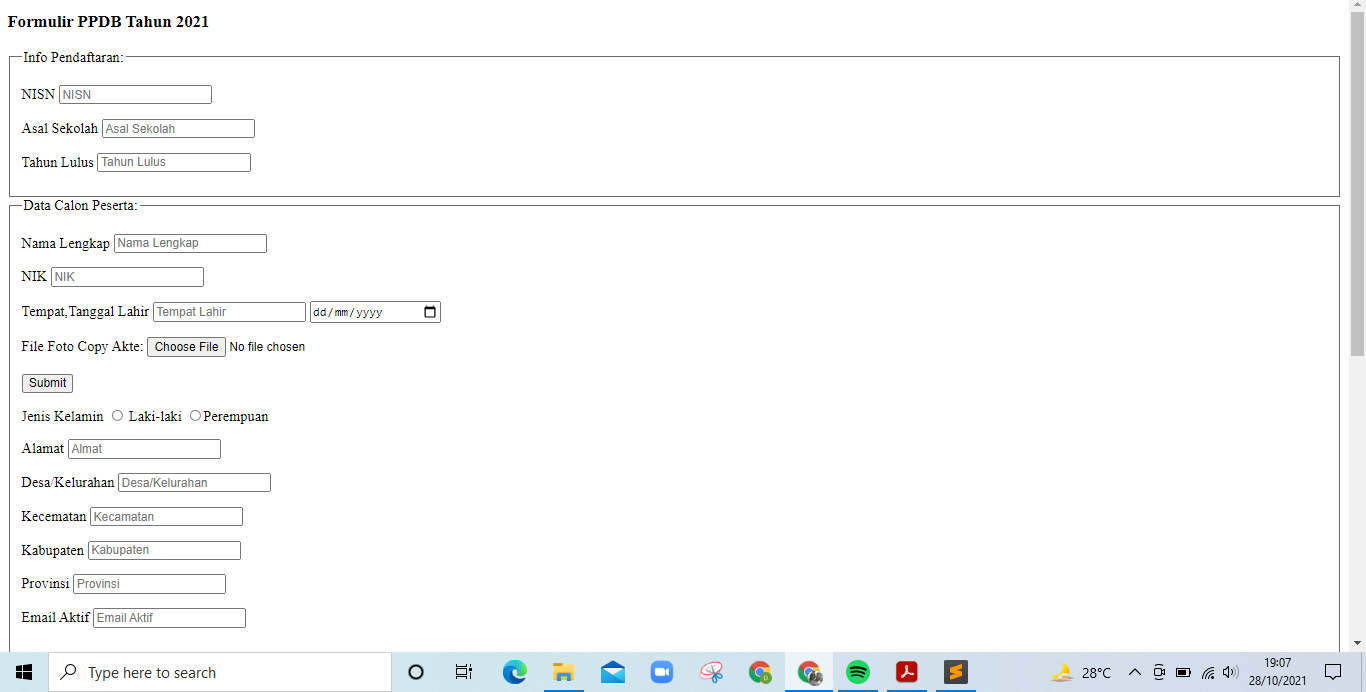 Formulir PPDB Tahun 2021
Info Pendaftaran:
NISN NISN
Asal Sekolah Asal Sekolah
Tahun Lulus Tahun Lulus
Data Calon Peserta:
Nama Lengkap Nama Lengkap
NIK NIK
Tempat,Tanggal Lahir Tempat Lahir dd/mm/yyyy
File Foto Copy Akte: Choose File No file chosen
Submit
Jenis Kelamin Laki-laki Perempuan
Alamat Almat
Desa/Kelurahan Desa/Kelurahan
Kecematan Kecamatan
Kabupaten Kabupaten
Provinsi Provinsi
Email Aktif Email Aktif
Type here to search
28°C
19:07
28/10/2021